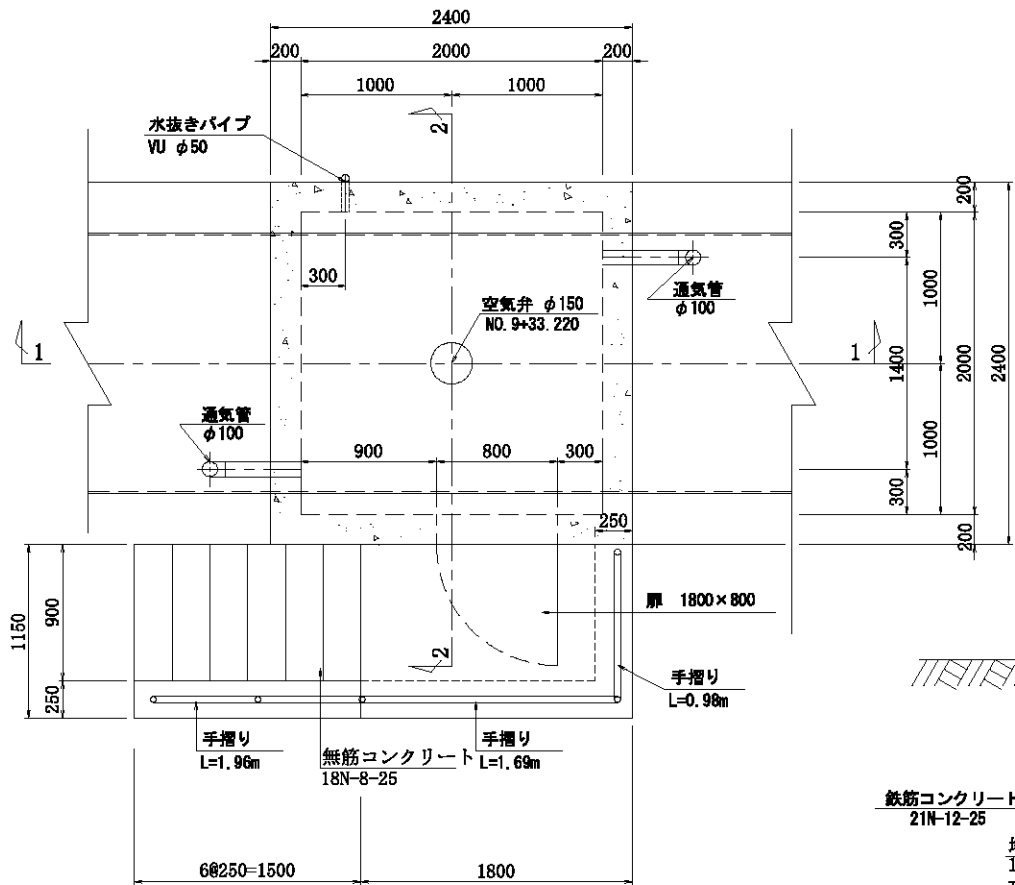 2400
200
2000
200
1000
1000
2
水抜きパイプ
VU φ50
200
300
300
1000
通気管
φ100
空気弁 φ150
NO. 9+33.220
1
1
1400
2000
2400
通気管
φ100
900
800
300
1000
300
250
200
1150
900
扉 1800×800
2
250
手摺り
L=0.98m
手摺り
L=1.96m
無筋コンクリート
18N-8-25
手摺り
L=1.69m
鉄筋コンクリート
21N-12-25
6@250=1500
1800